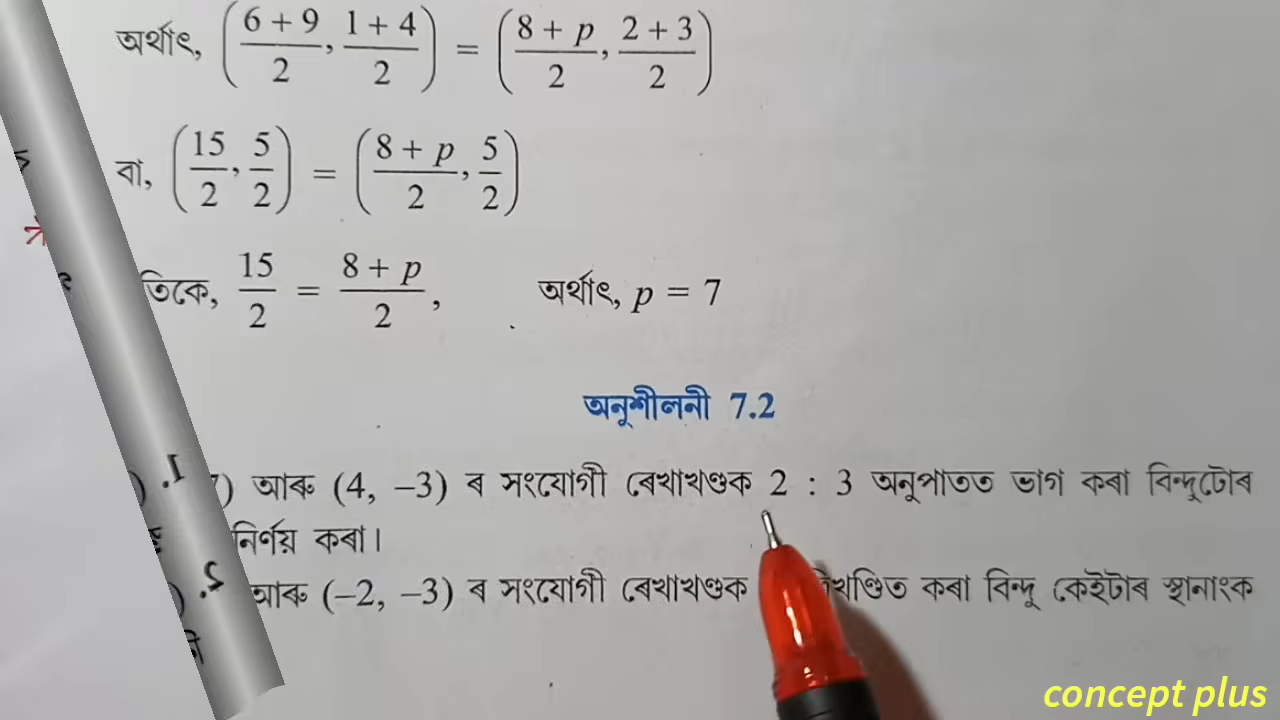 অৰ্থাৎ, (6 + 9/2, 1 + 4/2) = (8 + p/2, 2 + 3/2)
বা, (15/2, 5/2) = (8 + p/2, 5/2)
তিকে, 15/2 = 8 + p/2, অৰ্থাৎ, p = 7
অনুশীলনী 7.2
1. 7) আৰু (4, –3) ৰ সংযোগী ৰেখাখণ্ডক 2 : 3 অনুপাতত ভাগ কৰা বিন্দুটোৰ
নিৰ্ণয় কৰা।
আৰু (–2, –3) ৰ সংযোগী ৰেখাখণ্ডক কৰা বিন্দু কেইটাৰ স্থানাংক
concept plus